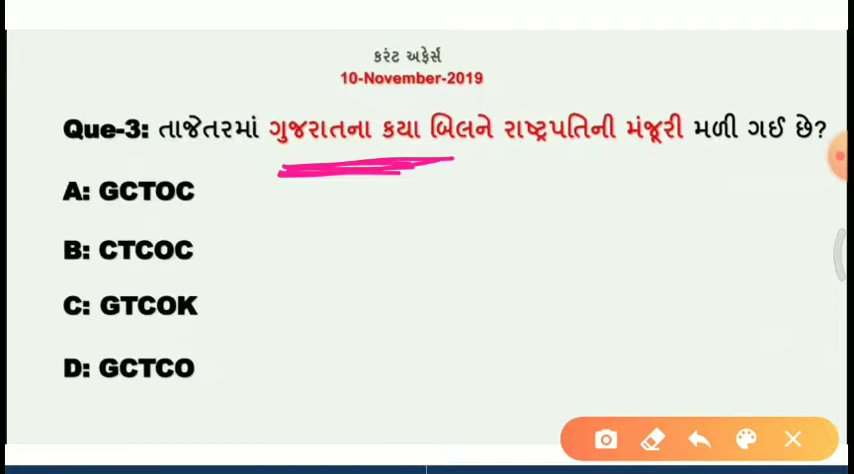 કરંટ અફેર્સ
10-November-2019
Que-3: તાજેતરમાં ગુજરાતના કયા બિલને રાષ્ટ્રપતિની મંજૂરી મળી ગઈ છે?
A: GCTOC
B: CTCOC
C: GTCOK
D: GCTCO